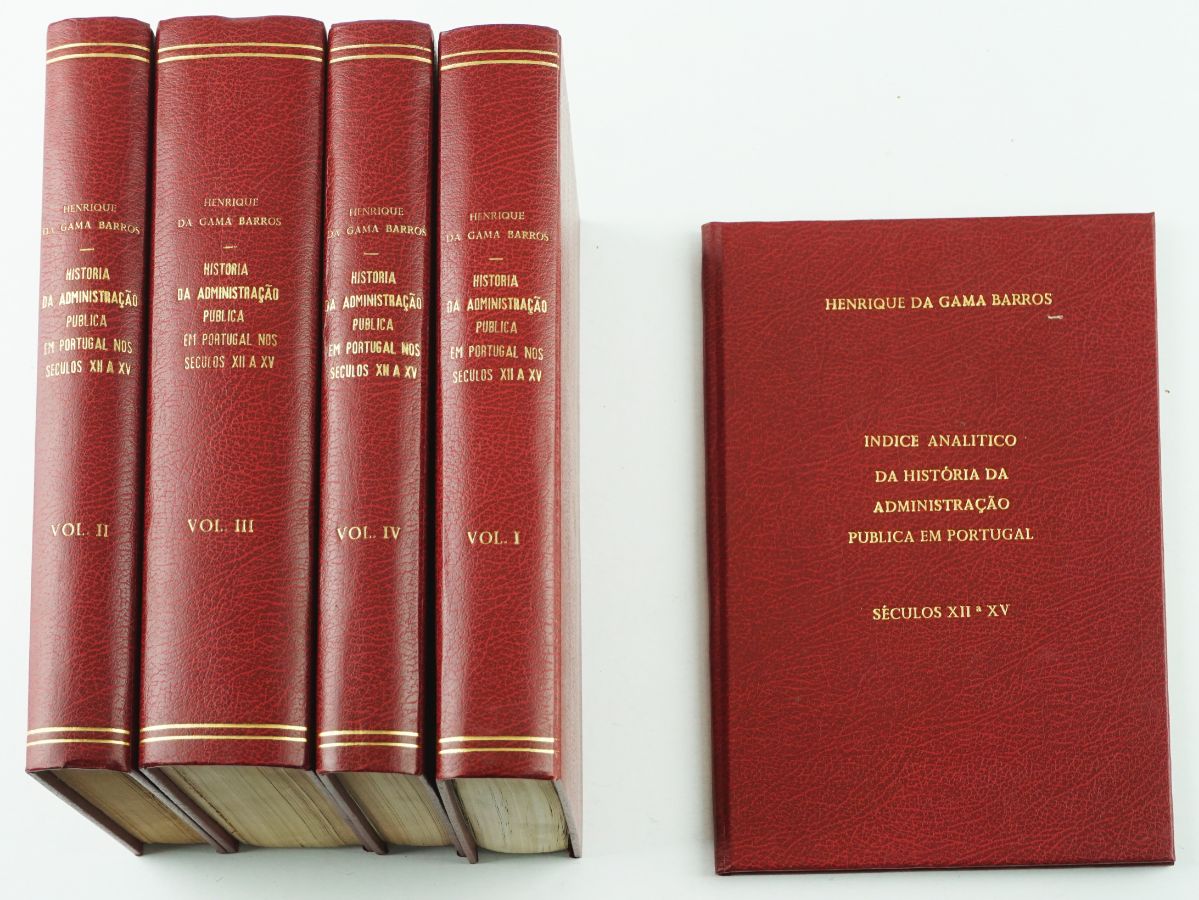 HENRIQUE
DA GAMA BARROS
HISTORIA
DA ADMINISTRAÇÃO
PUBLICA
EM PORTUGAL NOS
SECULOS XII A XV
VOL. II
HENRIQUE
DA GAMA BARROS
HISTORIA
DA ADMINISTRAÇÃO
PUBLICA
EM PORTUGAL NOS
SECULOS XII A XV
VOL. III
HENRIQUE
DA GAMA BARROS
HISTORIA
DA ADMINISTRAÇÃO
PUBLICA
EM PORTUGAL NOS
SECULOS XII A XV
VOL. IV
HENRIQUE
DA GAMA BARROS
HISTORIA
DA ADMINISTRAÇÃO
PUBLICA
EM PORTUGAL NOS
SECULOS XII A XV
VOL. I
HENRIQUE DA GAMA BARROS
INDICE ANALITICO
DA HISTÓRIA DA
ADMINISTRAÇÃO
PUBLICA EM PORTUGAL
SÉCULOS XII ª XV